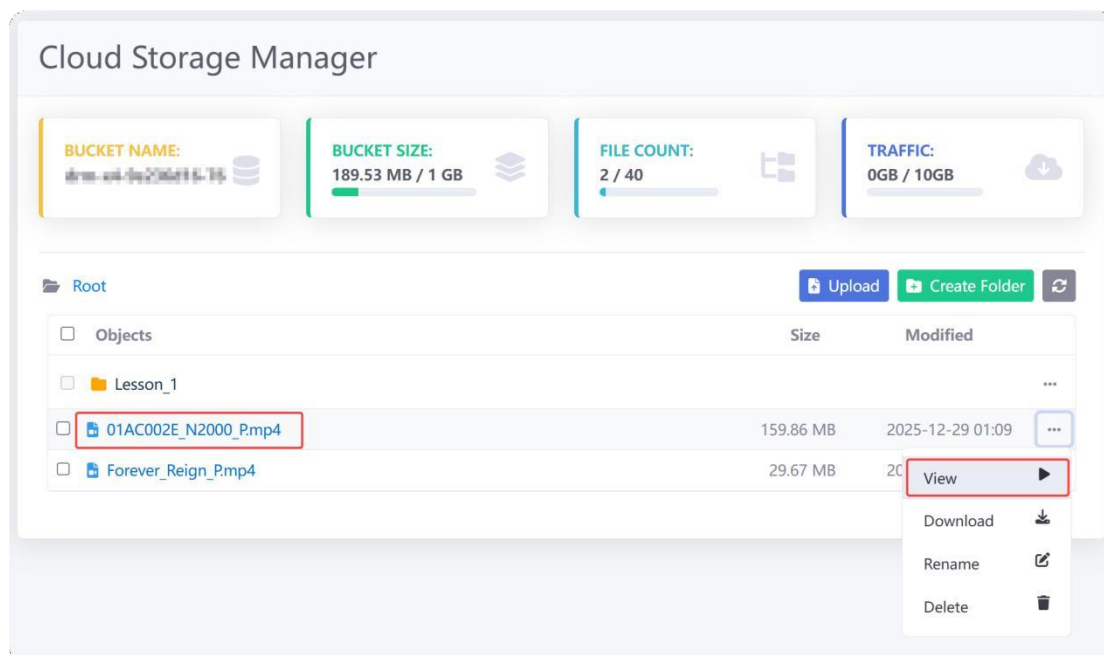 Cloud Storage Manager
BUCKET NAME:
BUCKET SIZE:
189.53 MB / 1 GB
FILE COUNT:
2 / 40
TRAFFIC:
0GB / 10GB
Root
Upload
Create Folder
Objects Size Modified
Lesson_1
01AC002E_N2000_P.mp4 159.86 MB 2025-12-29 01:09
Forever_Reign_P.mp4 29.67 MB 20
View
Download
Rename
Delete